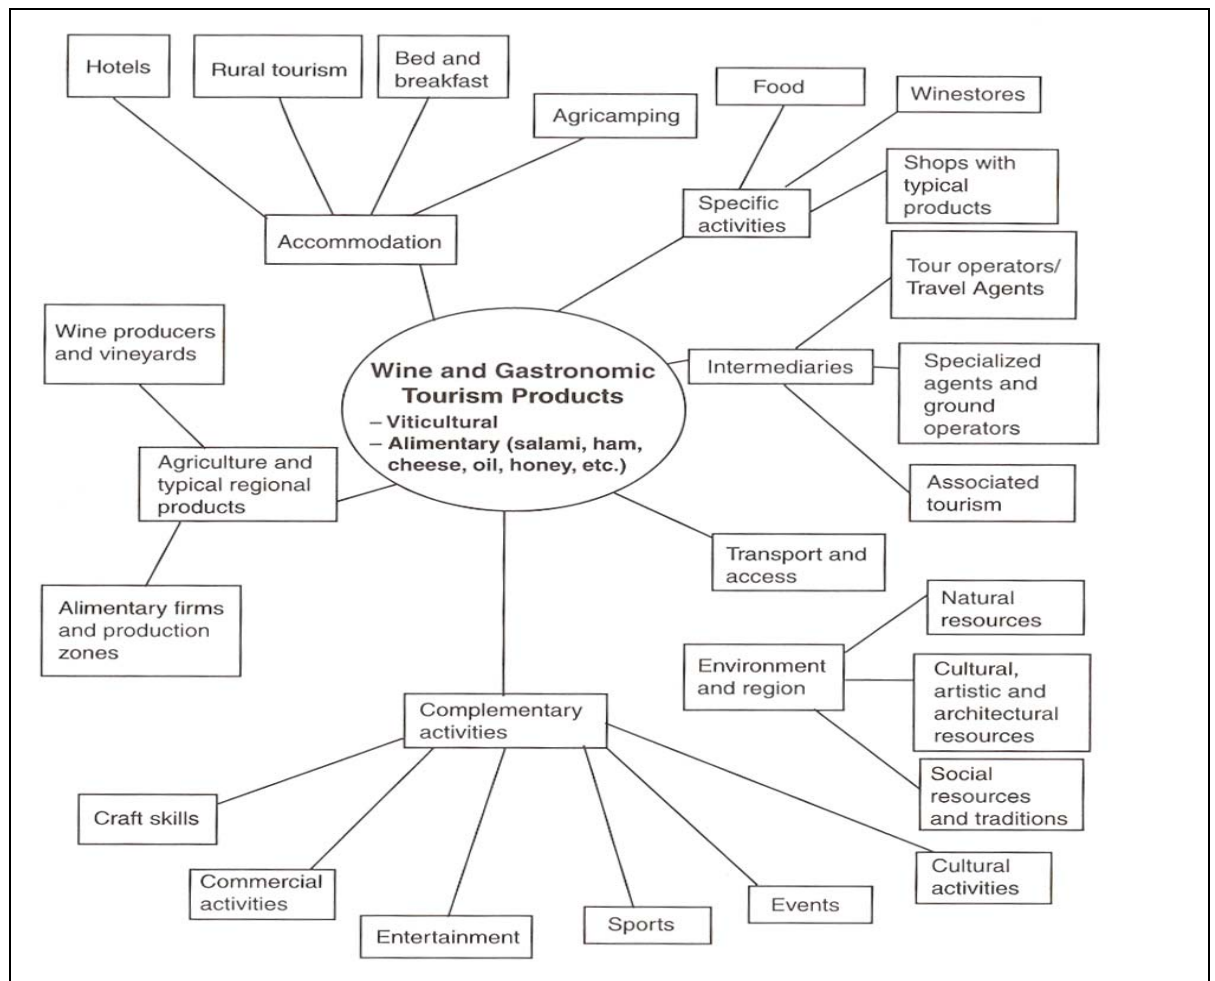 Hotels
Rural tourism
Bed and
breakfast
Agricamping
Accommodation
Food
Winestores
Shops with
typical
products
Specific
activities
Tour operators/
Travel Agents
Intermediaries
Specialized
agents and
ground
operators
Associated
tourism
Wine and Gastronomic
Tourism Products
– Viticultural
– Alimentary (salami, ham,
cheese, oil, honey, etc.)
Wine producers
and vineyards
Agriculture and
typical regional
products
Alimentary firms
and production
zones
Transport and
access
Environment
and region
Natural
resources
Cultural,
artistic and
architectural
resources
Social
resources
and traditions
Complementary
activities
Craft skills
Commercial
activities
Entertainment
Sports
Events
Cultural
activities